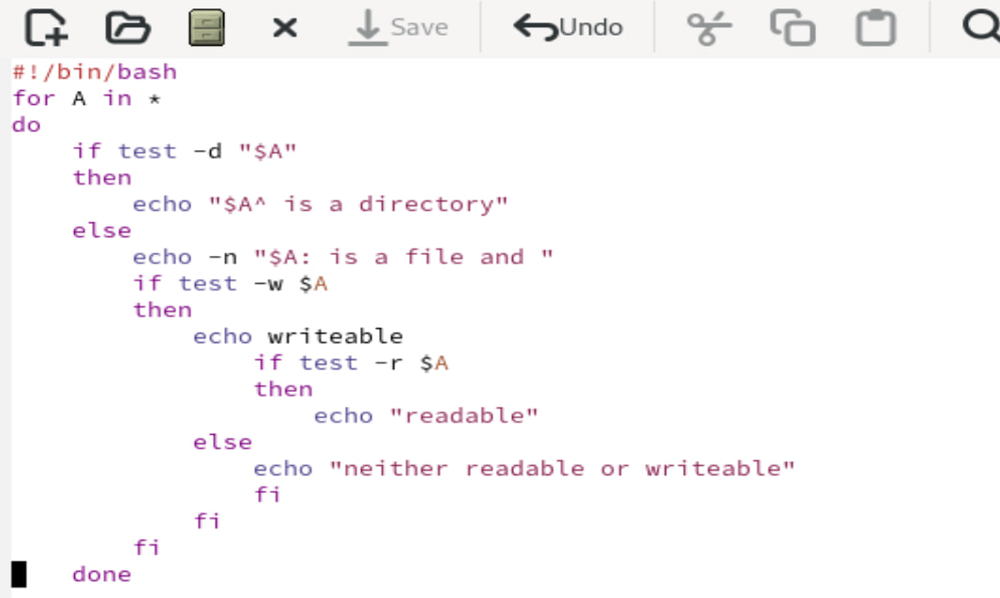 Save Undo
#!/bin/bash
for A in *
do
if test -d "$A"
then
echo "$A^ is a directory"
else
echo -n "$A: is a file and "
if test -w $A
then
echo writeable
if test -r $A
then
echo "readable"
else
echo "neither readable or writeable"
fi
fi
fi
done